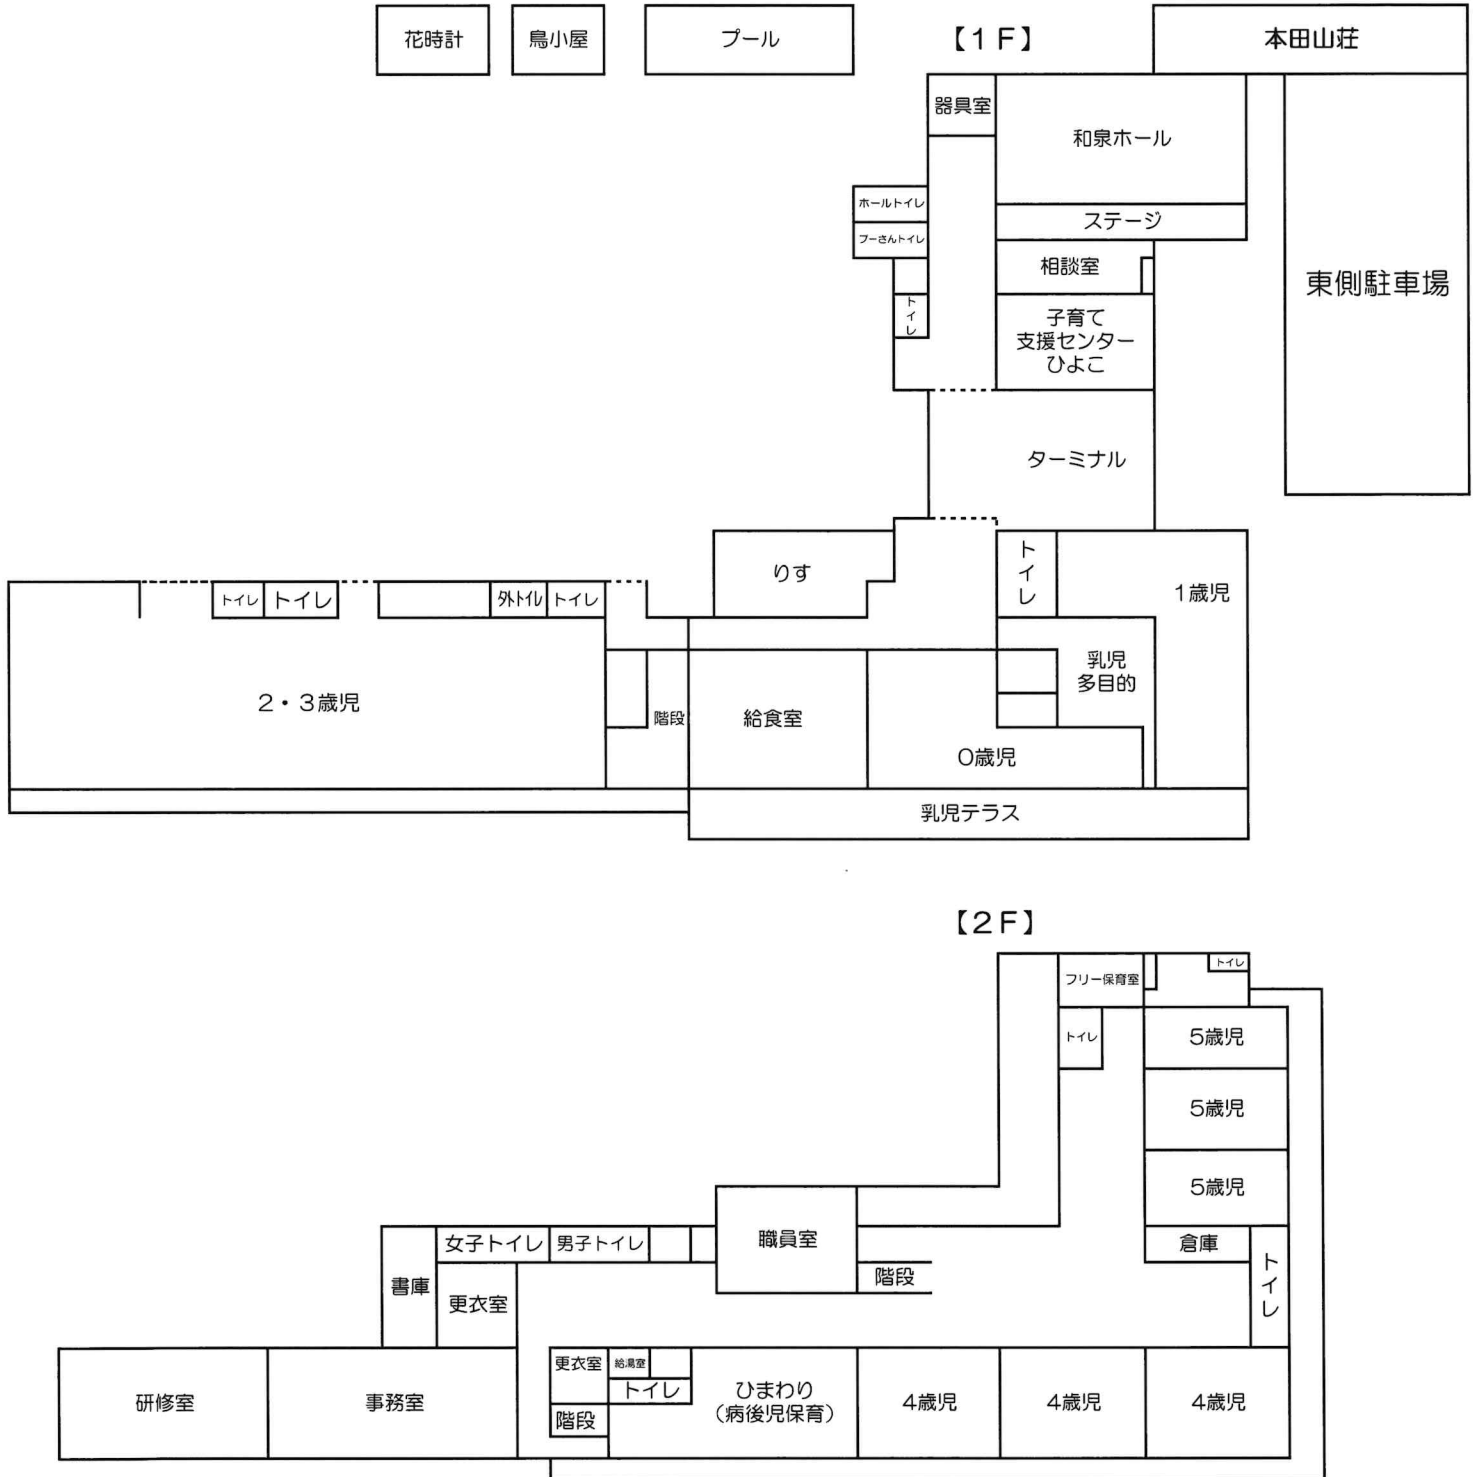 花時計
鳥小屋
プール
【1F】
本田山荘
器具室
和泉ホール
ホールトイレ
プーさんトイレ
ステージ
相談室
東側駐車場
トイレ
子育て
支援センター
ひよこ
ターミナル
りす
トイレ
1歳児
トイレ
トイレ
外トイレ
トイレ
乳児
多目的
2・3歳児
階段
給食室
0歳児
乳児テラス
【2F】
フリー保育室
トイレ
トイレ
5歳児
5歳児
5歳児
職員室
女子トイレ
男子トイレ
倉庫
書庫
更衣室
階段
トイレ
更衣室
給湯室
トイレ
階段
研修室
事務室
ひまわり
(病後児保育)
4歳児
4歳児
4歳児